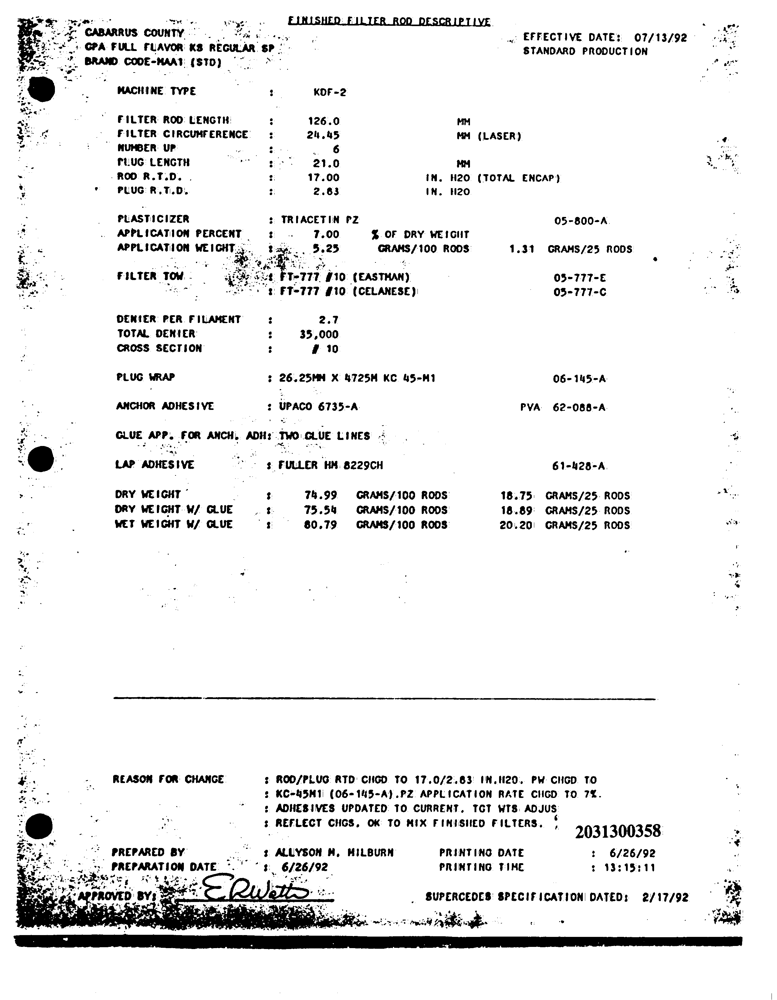 FINISHED FILTER ROD DESCRIPTIVE
CABARRUS COUNTY
EFFECTIVE DATE: 07/13/92
GPA FULL FLAVOR KS REGULAR SP
STANDARD PRODUCTION
BRAND CODE-MAA1 (STD)
MACHINE TYPE : KDF-2
FILTER ROD LENGTH : 126.0 MM
FILTER CIRCUMFERENCE : 24.45 MM (LASER)
NUMBER UP : 6
PLUG LENGTH : 21.0 MM
ROD R.T.D. : 17.00 IN. H2O (TOTAL ENCAP)
PLUG R.T.D. : 2.83 IN. H2O
PLASTICIZER : TRIACETIN PZ 05-800-A
APPLICATION PERCENT : 7.00 % OF DRY WEIGHT
APPLICATION WEIGHT : 5.25 GRAMS/100 RODS 1.31 GRAMS/25 RODS
FILTER TOW : FT-777 #10 (EASTMAN) 05-777-E
: FT-777 #10 (CELANESE) 05-777-C
DENIER PER FILAMENT : 2.7
TOTAL DENIER : 35,000
CROSS SECTION : # 10
PLUG WRAP : 26.25MM X 4725M KC 45-M1 06-145-A
ANCHOR ADHESIVE : UPACO 6735-A PVA 62-088-A
GLUE APP. FOR ANCH. ADH: TWO GLUE LINES
LAP ADHESIVE : FULLER HM 8229CH 61-428-A
DRY WEIGHT : 74.99 GRAMS/100 RODS 18.75 GRAMS/25 RODS
DRY WEIGHT W/ GLUE : 75.54 GRAMS/100 RODS 18.89 GRAMS/25 RODS
WET WEIGHT W/ GLUE : 80.79 GRAMS/100 RODS 20.20 GRAMS/25 RODS
REASON FOR CHANGE : ROD/PLUG RTD CHGD TO 17.0/2.83 IN.H2O. PW CHGD TO
: KC-45M1 (06-145-A).PZ APPLICATION RATE CHGD TO 7%.
: ADHESIVES UPDATED TO CURRENT. TGT WTS ADJUS
: REFLECT CHGS. OK TO MIX FINISHED FILTERS.
2031300358
PREPARED BY : ALLYSON M. MILBURN PRINTING DATE : 6/26/92
PREPARATION DATE : 6/26/92 PRINTING TIME : 13:15:11
APPROVED BY: ERWatts SUPERCEDES SPECIFICATION DATED: 2/17/92